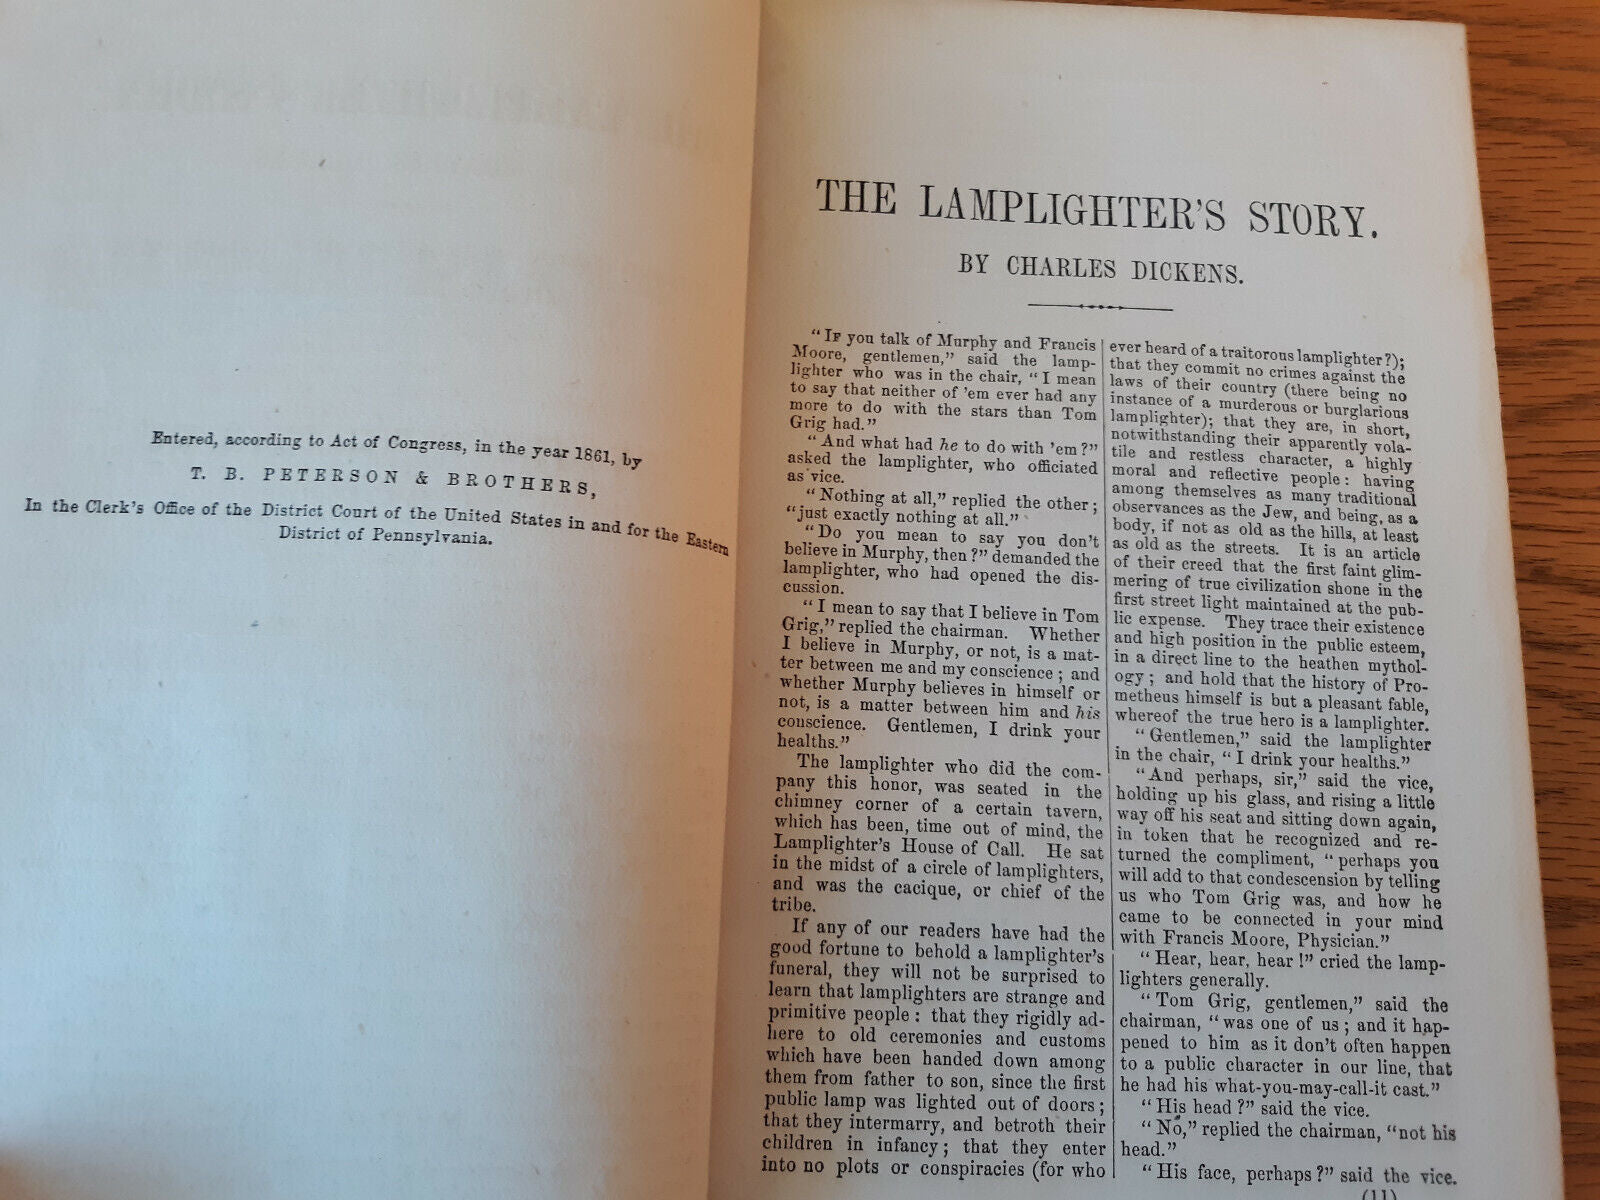 Entered, according to Act of Congress, in the year 1861, by
T. B. PETERSON & BROTHERS,
In the Clerk's Office of the District Court of the United States in and for the Eastern
District of Pennsylvania.
THE LAMPLIGHTER'S STORY.
BY CHARLES DICKENS.
"IF you talk of Murphy and Francis
Moore, gentlemen," said the lamp-
lighter who was in the chair, "I mean
to say that neither of 'em ever had any
more to do with the stars than Tom
Grig had."
"And what had he to do with 'em?"
asked the lamplighter, who officiated
as vice.
"Nothing at all," replied the other;
"just exactly nothing at all."
"Do you mean to say you don't
believe in Murphy, then?" demanded the
lamplighter, who had opened the dis-
cussion.
"I mean to say that I believe in Tom
Grig," replied the chairman. Whether
I believe in Murphy, or not, is a mat-
ter between me and my conscience; and
whether Murphy believes in himself or
not, is a matter between him and his
conscience. Gentlemen, I drink your
healths."
The lamplighter who did the com-
pany this honor, was seated in the
chimney corner of a certain tavern,
which has been, time out of mind, the
Lamplighter's House of Call. He sat
in the midst of a circle of lamplighters,
and was the cacique, or chief of the
tribe.
If any of our readers have had the
good fortune to behold a lamplighter's
funeral, they will not be surprised to
learn that lamplighters are strange and
primitive people: that they rigidly ad-
here to old ceremonies and customs
which have been handed down among
them from father to son, since the first
public lamp was lighted out of doors;
that they intermarry, and betroth their
children in infancy; that they enter
into no plots or conspiracies (for who
ever heard of a traitorous lamplighter?);
that they commit no crimes against the
laws of their country (there being no
instance of a murderous or burglarious
lamplighter); that they are, in short,
notwithstanding their apparently vola-
tile and restless character, a highly
moral and reflective people: having
among themselves as many traditional
observances as the Jew, and being, as a
body, if not as old as the hills, at least
as old as the streets. It is an article
of their creed that the first faint glim-
mering of true civilization shone in the
first street light maintained at the pub-
lic expense. They trace their existence
and high position in the public esteem,
in a direct line to the heathen mythol-
ogy; and hold that the history of Pro-
metheus himself is but a pleasant fable,
whereof the true hero is a lamplighter.
"Gentlemen," said the lamplighter
in the chair, "I drink your healths."
"And perhaps, sir," said the vice,
holding up his glass, and rising a little
way off his seat and sitting down again,
in token that he recognized and re-
turned the compliment, "perhaps you
will add to that condescension by telling
us who Tom Grig was, and how he
came to be connected in your mind
with Francis Moore, Physician."
"Hear, hear, hear!" cried the lamp-
lighters generally.
"Tom Grig, gentlemen," said the
chairman, "was one of us; and it hap-
pened to him as it don't often happen
to a public character in our line, that
he had his what-you-may-call-it cast."
"His head?" said the vice.
"No," replied the chairman, "not his
head."
"His face, perhaps?" said the vice.
(11)